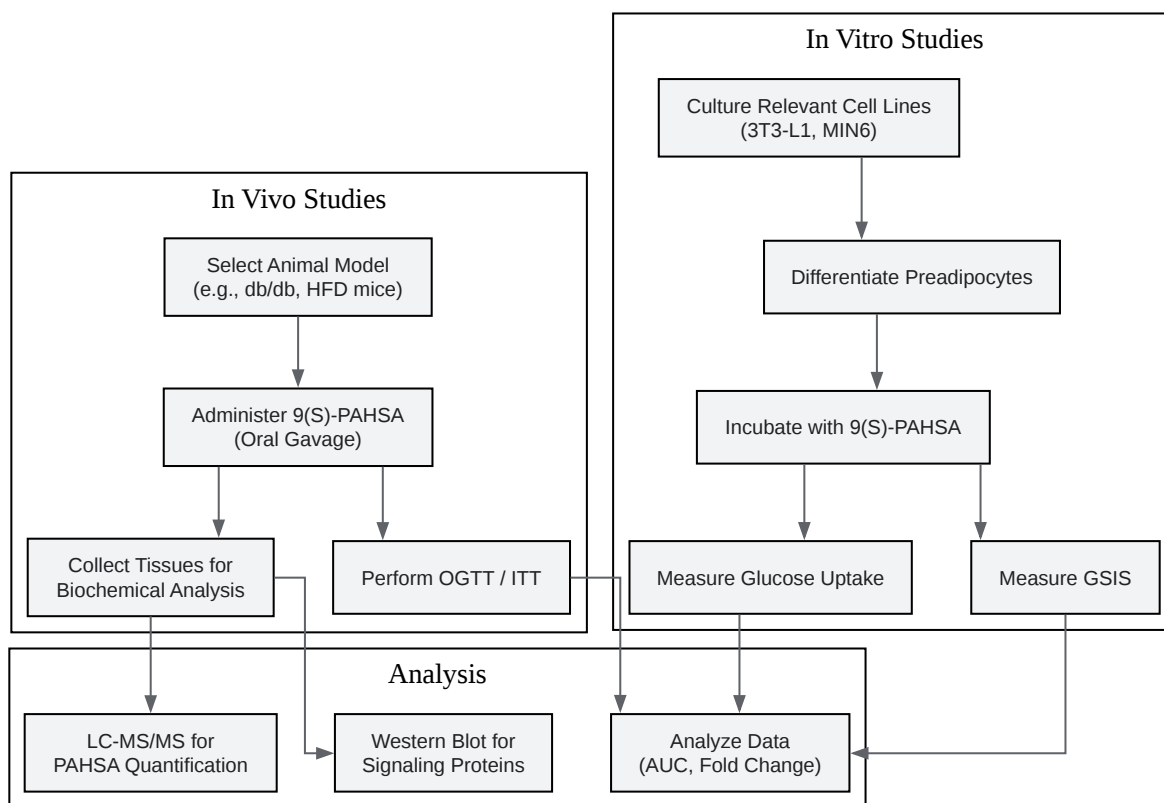 In Vitro Studies
Culture Relevant Cell Lines
(3T3-L1, MIN6)
Differentiate Preadipocytes
Incubate with 9(S)-PAHSA
Measure Glucose Uptake
Measure GSIS
In Vivo Studies
Select Animal Model
(e.g., db/db, HFD mice)
Administer 9(S)-PAHSA
(Oral Gavage)
Collect Tissues for
Biochemical Analysis
Perform OGTT / ITT
Analysis
LC-MS/MS for
PAHSA Quantification
Western Blot for
Signaling Proteins
Analyze Data
(AUC, Fold Change)